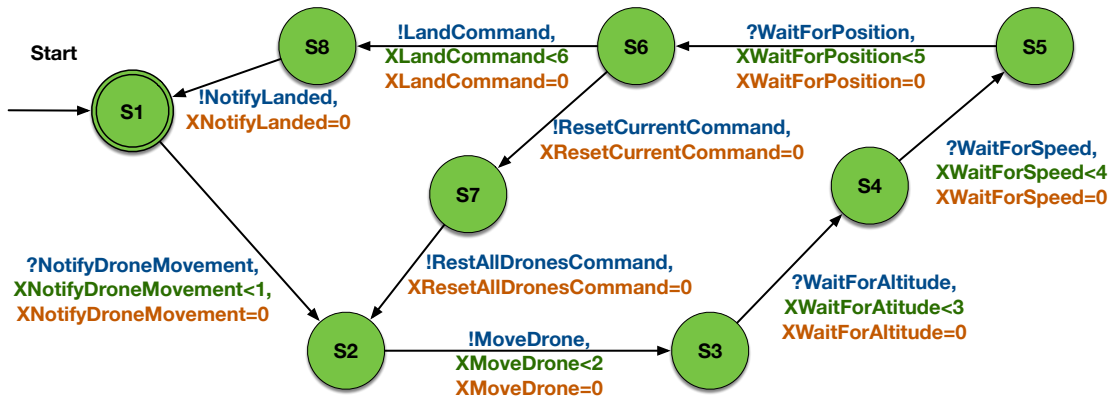 Start
S1
S8
!LandCommand,
XLandCommand<6
XLandCommand=0
S6
?WaitForPosition,
XWaitForPosition<5
XWaitForPosition=0
S5
!NotifyLanded,
XNotifyLanded=0
!ResetCurrentCommand,
XResetCurrentCommand=0
S7
S4
?WaitForSpeed,
XWaitForSpeed<4
XWaitForSpeed=0
?NotifyDroneMovement,
XNotifyDroneMovement<1,
XNotifyDroneMovement=0
!RestAllDronesCommand,
XResetAllDronesCommand=0
?WaitForAltitude,
XWaitForAtitude<3
XWaitForAltitude=0
S2
!MoveDrone,
XMoveDrone<2
XMoveDrone=0
S3